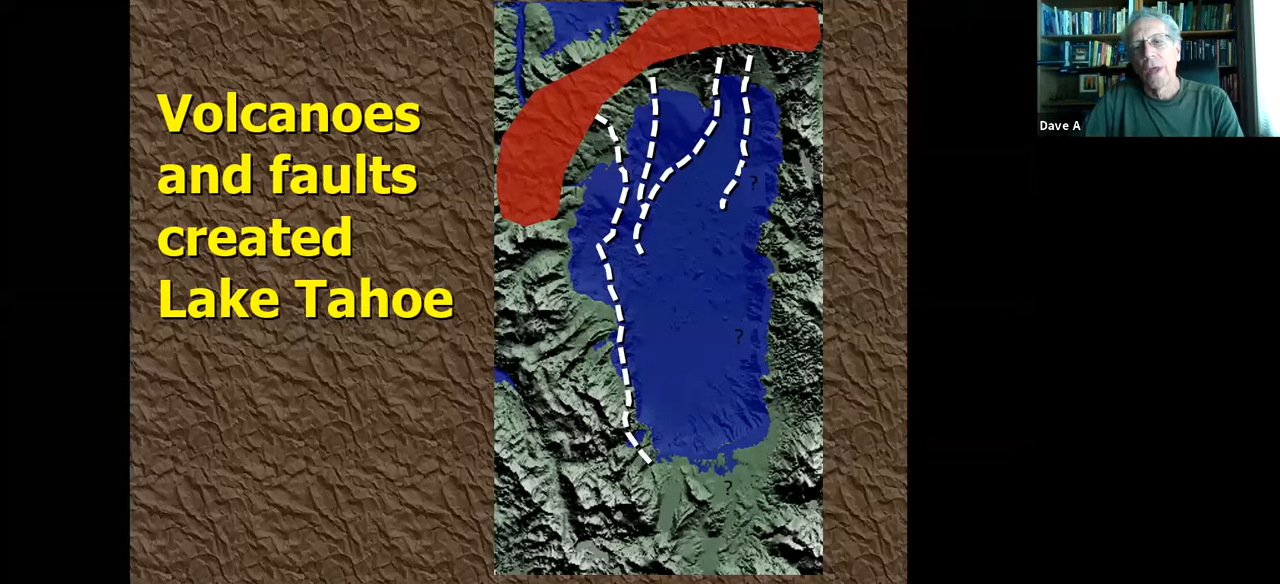 Volcanoes
and faults
created
Lake Tahoe
?
?
?
Dave A